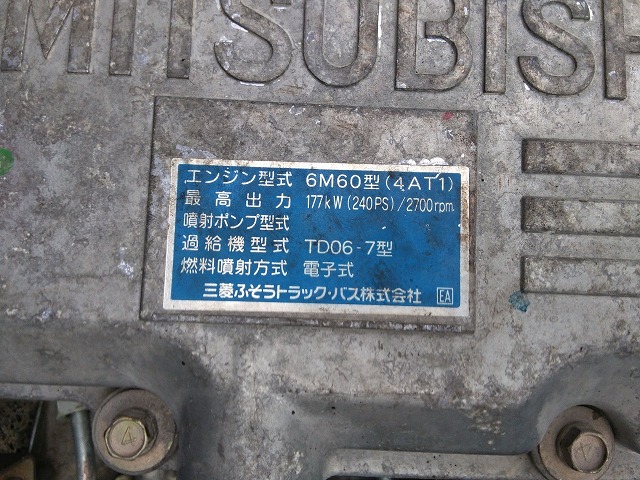 MITSUBISH
エンジン型式 6M60型(4AT1)
最高出力 177kW(240PS)/2700rpm
噴射ポンプ型式
過給機型式 TD06-7型
燃料噴射方式 電子式
三菱ふそうトラック・バス株式会社 EA
4 4